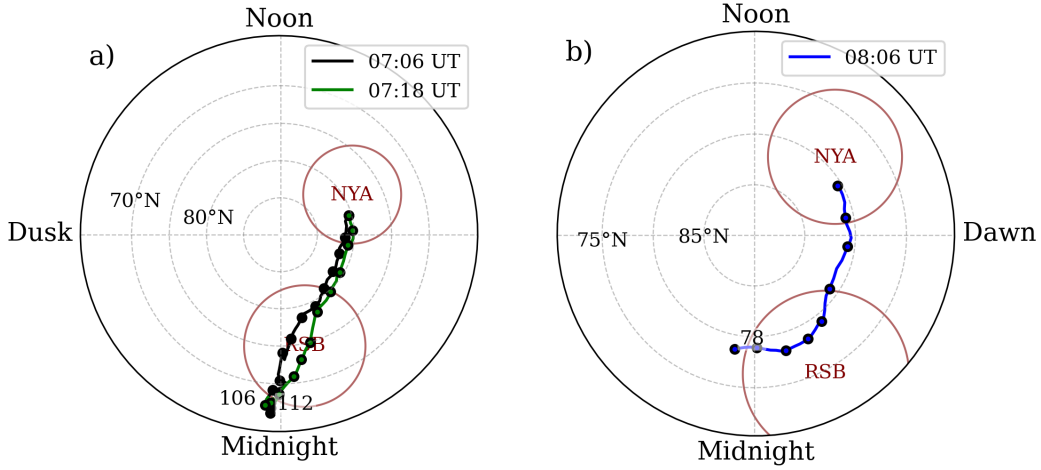 Noon
a)
07:06 UT
07:18 UT
NYA
70°N
80°N
Dusk
RSB
106
112
Midnight
Noon
b)
08:06 UT
NYA
75°N
85°N
Dawn
78
RSB
Midnight